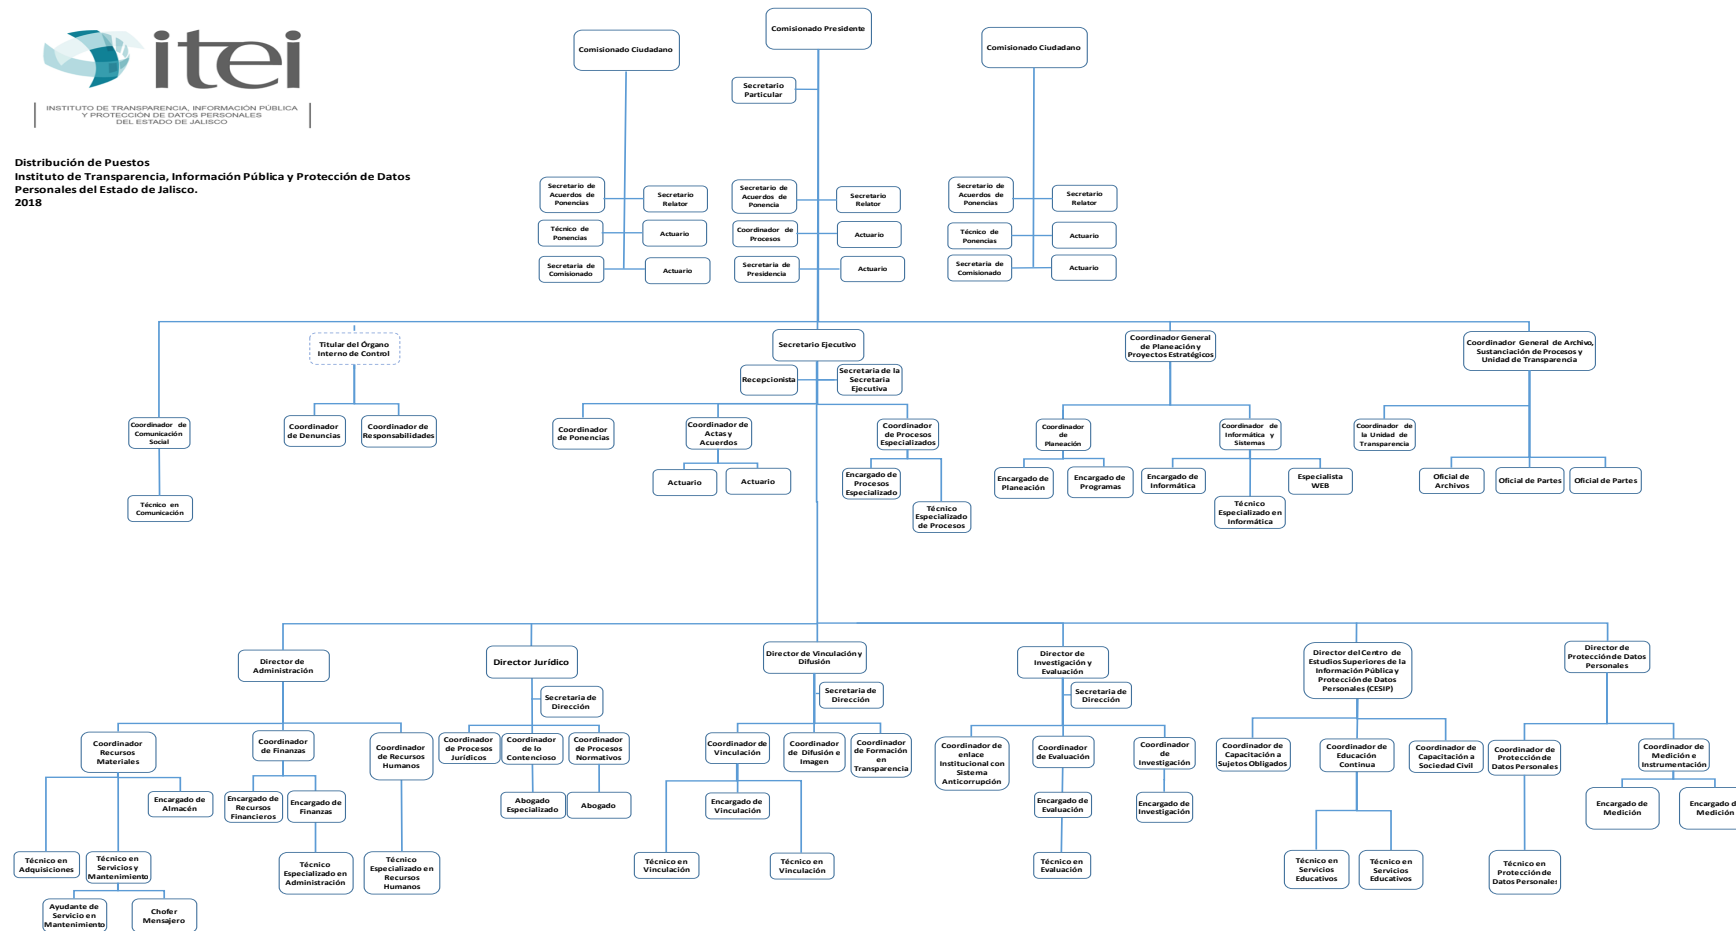 itei
INSTITUTO DE TRANSPARENCIA, INFORMACIÓN PÚBLICA
Y PROTECCIÓN DE DATOS PERSONALES
DEL ESTADO DE JALISCO
Distribución de Puestos
Instituto de Transparencia, Información Pública y Protección de Datos
Personales del Estado de Jalisco.
2018
Comisionado Ciudadano
Comisionado Presidente
Comisionado Ciudadano
Secretario
Particular
Secretario de
Acuerdos de
Ponencias
Secretario
Relator
Secretario de
Acuerdos de
Ponencia
Secretario
Relator
Secretario de
Acuerdos de
Ponencias
Secretario
Relator
Técnico de
Ponencias
Actuario
Coordinador de
Procesos
Actuario
Técnico de
Ponencias
Actuario
Secretaria de
Comisionado
Actuario
Secretaria de
Presidencia
Actuario
Secretaria de
Comisionado
Actuario
Titular del Órgano
Interno de Control
Secretario Ejecutivo
Coordinador General
de Planeación y
Proyectos Estratégicos
Coordinador General de Archivo,
Sustanciación de Procesos y
Unidad de Transparencia
Recepcionista
Secretaria de la
Secretaria
Ejecutiva
Coordinador de
Comunicación
Social
Coordinador
de Denuncias
Coordinador de
Responsabilidades
Coordinador
de Ponencias
Coordinador de
Actas y
Acuerdos
Coordinador
de Procesos
Especializados
Coordinador
de
Planeación
Coordinador de
Informática y
Sistemas
Coordinador de
la Unidad de
Transparencia
Técnico en
Comunicación
Actuario
Actuario
Encargado de
Procesos
Especializado
Técnico
Especializado
de Procesos
Encargado de
Planeación
Encargado de
Programas
Encargado de
Informática
Técnico
Especializado en
Informática
Especialista
WEB
Oficial de
Archivos
Oficial de Partes
Oficial de Partes
Director de
Administración
Director Jurídico
Director de Vinculación y
Difusión
Director de
Investigación y
Evaluación
Director del Centro de
Estudios Superiores de la
Información Pública y
Protección de Datos
Personales (CESIP)
Director de
Protección de Datos
Personales
Secretaria de
Dirección
Secretaria de
Dirección
Secretaria de
Dirección
Coordinador
Recursos
Materiales
Coordinador
de Finanzas
Coordinador
de Recursos
Humanos
Coordinador
de Procesos
Jurídicos
Coordinador
de lo
Contencioso
Coordinador
de Procesos
Normativos
Coordinador de
Vinculación
Coordinador
de Difusión e
Imagen
Coordinador
de Formación
en
Transparencia
Coordinador de
enlace
Institucional con
Sistema
Anticorrupción
Coordinador
de Evaluación
Coordinador
de
Investigación
Coordinador de
Capacitación a
Sujetos Obligados
Coordinador de
Educación
Continua
Coordinador de
Capacitación a
Sociedad Civil
Coordinador de
Protección de
Datos Personales
Coordinador de
Medición e
Instrumentación
Encargado de
Almacén
Encargado de
Recursos
Financieros
Encargado de
Finanzas
Abogado
Especializado
Abogado
Encargado de
Vinculación
Encargado de
Evaluación
Encargado de
Investigación
Encargado de
Medición
Encargado d
Medición
Técnico en
Adquisiciones
Técnico en
Servicios y
Mantenimiento
Técnico
Especializado en
Administración
Técnico
Especializado en
Recursos
Humanos
Técnico en
Vinculación
Técnico en
Vinculación
Técnico en
Evaluación
Técnico en
Servicios
Educativos
Técnico en
Servicios
Educativos
Técnico en
Protección de
Datos Personales
Ayudante de
Servicio en
Mantenimiento
Chofer
Mensajero